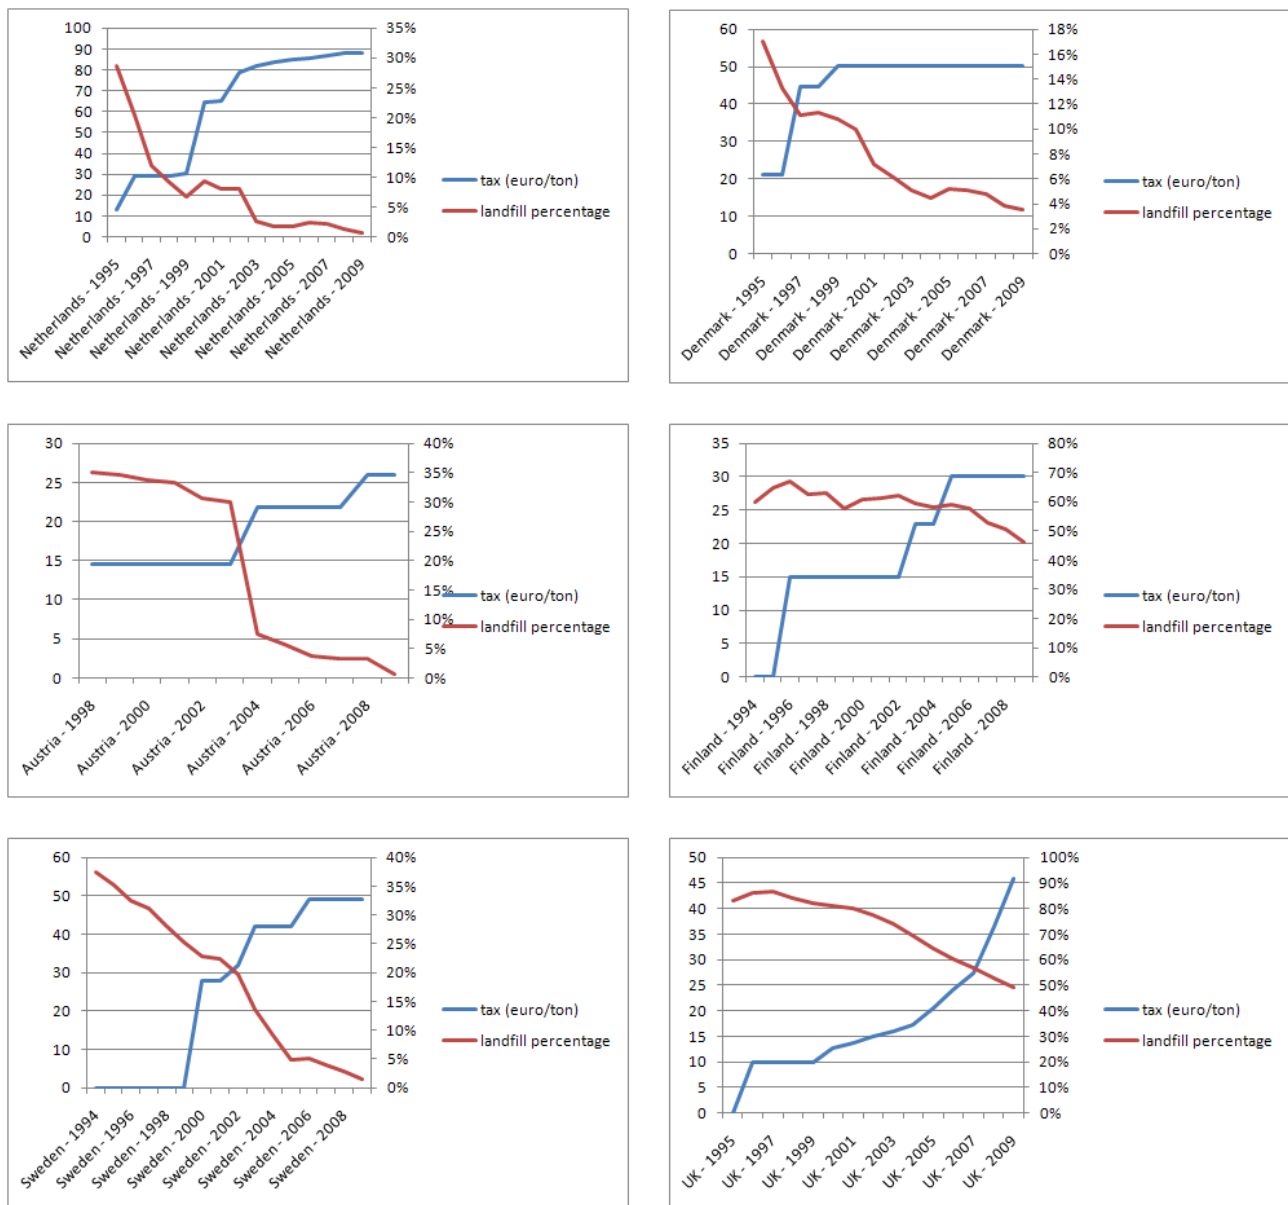 100
90
80
70
60
50
40
30
20
10
0
35%
30%
25%
20%
15%
10%
5%
0%
tax (euro/ton)
landfill percentage
Netherlands - 1995
Netherlands - 1997
Netherlands - 1999
Netherlands - 2001
Netherlands - 2003
Netherlands - 2005
Netherlands - 2007
Netherlands - 2009
60
50
40
30
20
10
0
18%
16%
14%
12%
10%
8%
6%
4%
2%
0%
tax (euro/ton)
landfill percentage
Denmark - 1995
Denmark - 1997
Denmark - 1999
Denmark - 2001
Denmark - 2003
Denmark - 2005
Denmark - 2007
Denmark - 2009
30
25
20
15
10
5
0
40%
35%
30%
25%
20%
15%
10%
5%
0%
tax (euro/ton)
landfill percentage
Austria - 1998
Austria - 2000
Austria - 2002
Austria - 2004
Austria - 2006
Austria - 2008
35
30
25
20
15
10
5
0
80%
70%
60%
50%
40%
30%
20%
10%
0%
tax (euro/ton)
landfill percentage
Finland - 1994
Finland - 1996
Finland - 1998
Finland - 2000
Finland - 2002
Finland - 2004
Finland - 2006
Finland - 2008
60
50
40
30
20
10
0
40%
35%
30%
25%
20%
15%
10%
5%
0%
tax (euro/ton)
landfill percentage
Sweden - 1994
Sweden - 1996
Sweden - 1998
Sweden - 2000
Sweden - 2002
Sweden - 2004
Sweden - 2006
Sweden - 2008
50
45
40
35
30
25
20
15
10
5
0
100%
90%
80%
70%
60%
50%
40%
30%
20%
10%
0%
tax (euro/ton)
landfill percentage
UK - 1995
UK - 1997
UK - 1999
UK - 2001
UK - 2003
UK - 2005
UK - 2007
UK - 2009